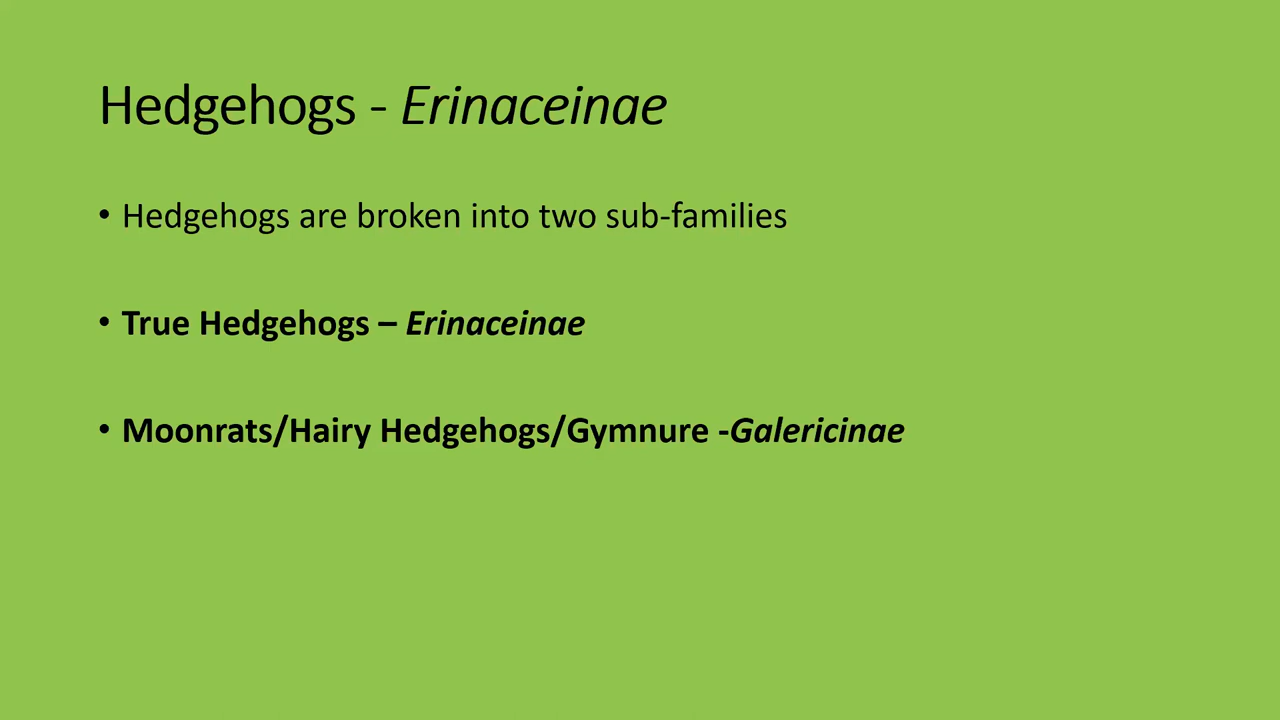 Hedgehogs - Erinaceinae
• Hedgehogs are broken into two sub-families
• True Hedgehogs – Erinaceinae
• Moonrats/Hairy Hedgehogs/Gymnure -Galericinae